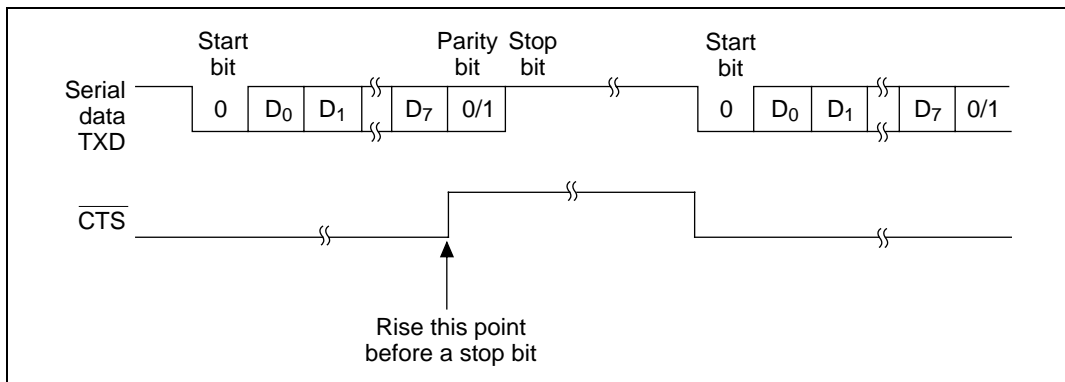 Start bit
Parity bit
Stop bit
Start bit
Serial data TXD
0 D0 D1 D7 0/1
0 D0 D1 D7 0/1
CTS
Rise this point
before a stop bit